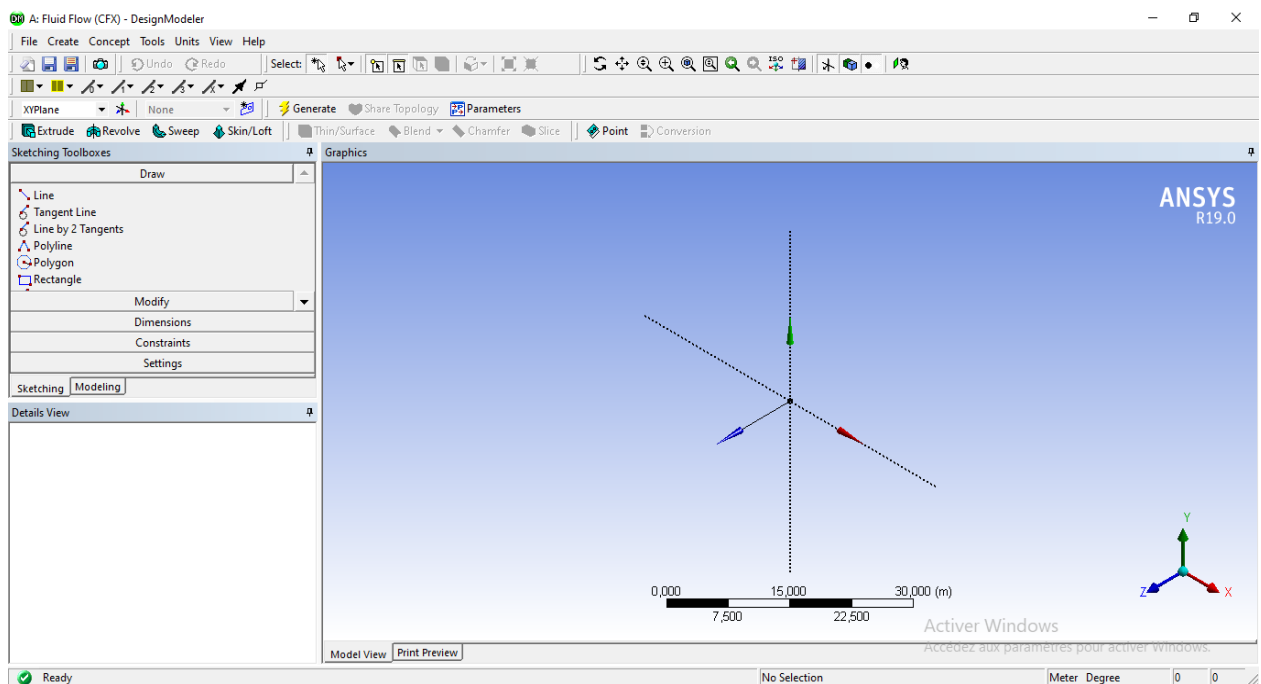 A: Fluid Flow (CFX) - DesignModeler
File Create Concept Tools Units View Help
Undo Redo Select: ISO
XYPlane None Generate Share Topology Parameters
Extrude Revolve Sweep Skin/Loft Thin/Surface Blend Chamfer Slice Point Conversion
Sketching Toolboxes
Draw
Line
Tangent Line
Line by 2 Tangents
Polyline
Polygon
Rectangle
Modify
Dimensions
Constraints
Settings
Sketching Modeling
Details View
Graphics
ANSYS
R19.0
Y
Z X
0,000 15,000 30,000 (m)
7,500 22,500
Activer Windows
Accédez aux paramètres pour activer Windows.
Model View Print Preview
Ready No Selection Meter Degree 0 0